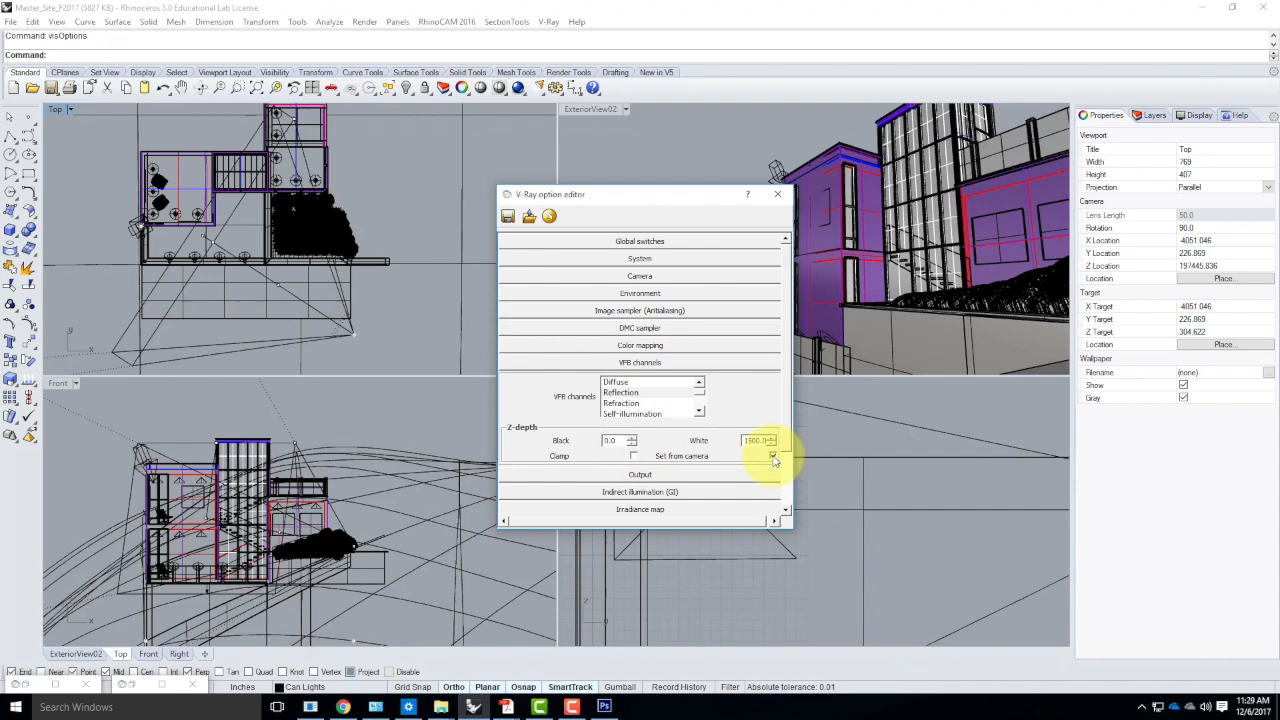 Master_Site_F2017 (5827 KB) - Rhinoceros 5.0 Educational Lab License
File Edit View Curve Surface Solid Mesh Dimension Transform Tools Analyze Render Panels RhinoCAM 2016 SectionTools V-Ray Help
Command: visOptions
Command:
Standard CPlanes Set View Display Select Viewport Layout Visibility Transform Curve Tools Surface Tools Solid Tools Mesh Tools Render Tools Drafting New in V5
Top
ExteriorView02
Properties Layers Display Help
Viewport
Title Top
Width 769
Height 407
Projection Parallel
Camera
Lens Length 50.0
Rotation 90.0
X Location -4051.046
Y Location 226.869
Z Location 197445.836
Location Place...
Target
X Target -4051.046
Y Target 226.869
Z Target 304.622
Location Place...
Wallpaper
Filename (none)
Show
Gray
V-Ray option editor
?
Global switches
System
Camera
Environment
Image sampler (Antialiasing)
DMC sampler
Color mapping
VFB channels
VFB channels
Diffuse
Reflection
Refraction
Self-illumination
Z-depth
Black 0.0 White 1500.0
Clamp Set from camera
Output
Indirect illumination (GI)
Irradiance map
y
x
Front
z
x
z
y
ExteriorView02 Top Front Right
End Near Point Mid Cen Int Perp Tan Quad Knot Vertex Project Disable
Inches Can Lights Grid Snap Ortho Planar Osnap SmartTrack Gumball Record History Filter Absolute tolerance: 0.01
Search Windows
11:29 AM
12/6/2017